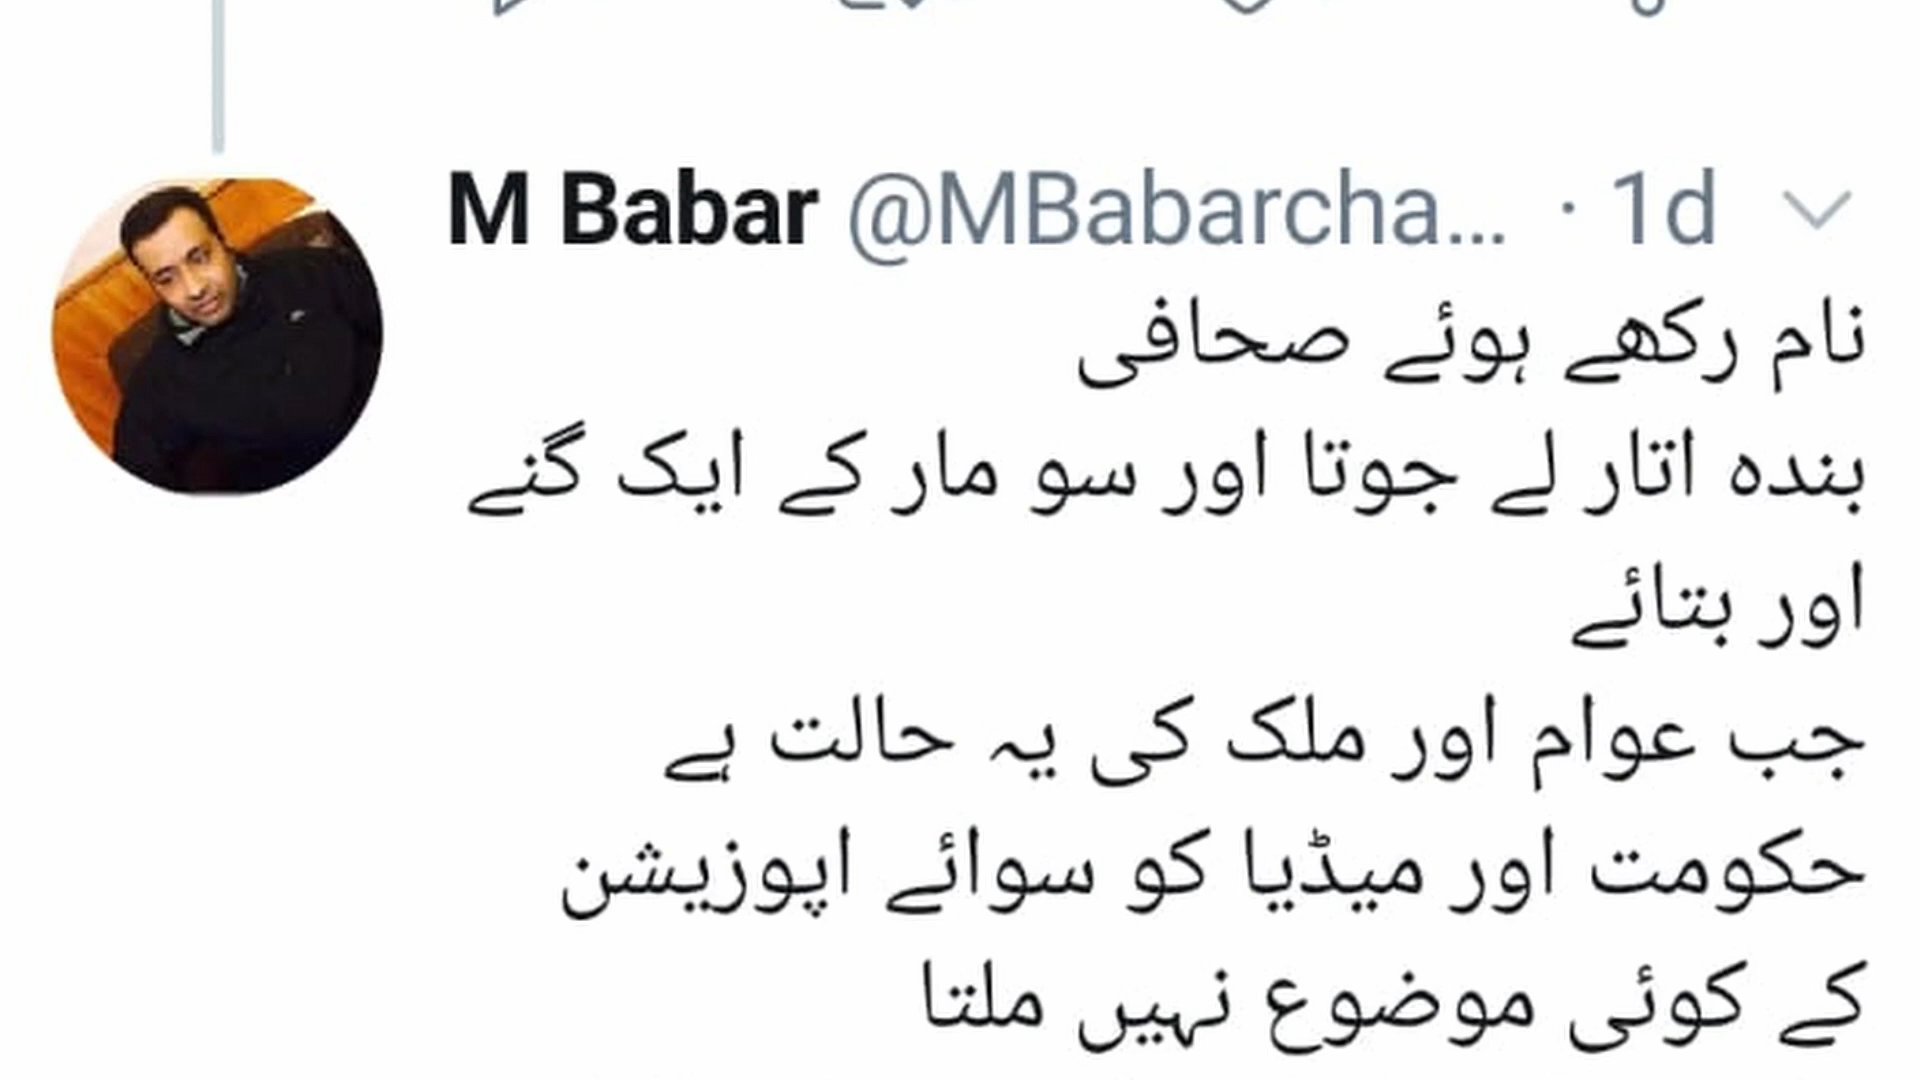 M Babar @MBabarcha... · 1d
نام رکھے ہوئے صحافی
بندہ اتار لے جوتا اور سو مار کے ایک گنے
اور بتائے
جب عوام اور ملک کی یہ حالت ہے
حکومت اور میڈیا کو سوائے اپوزیشن
کے کوئی موضوع نہیں ملتا